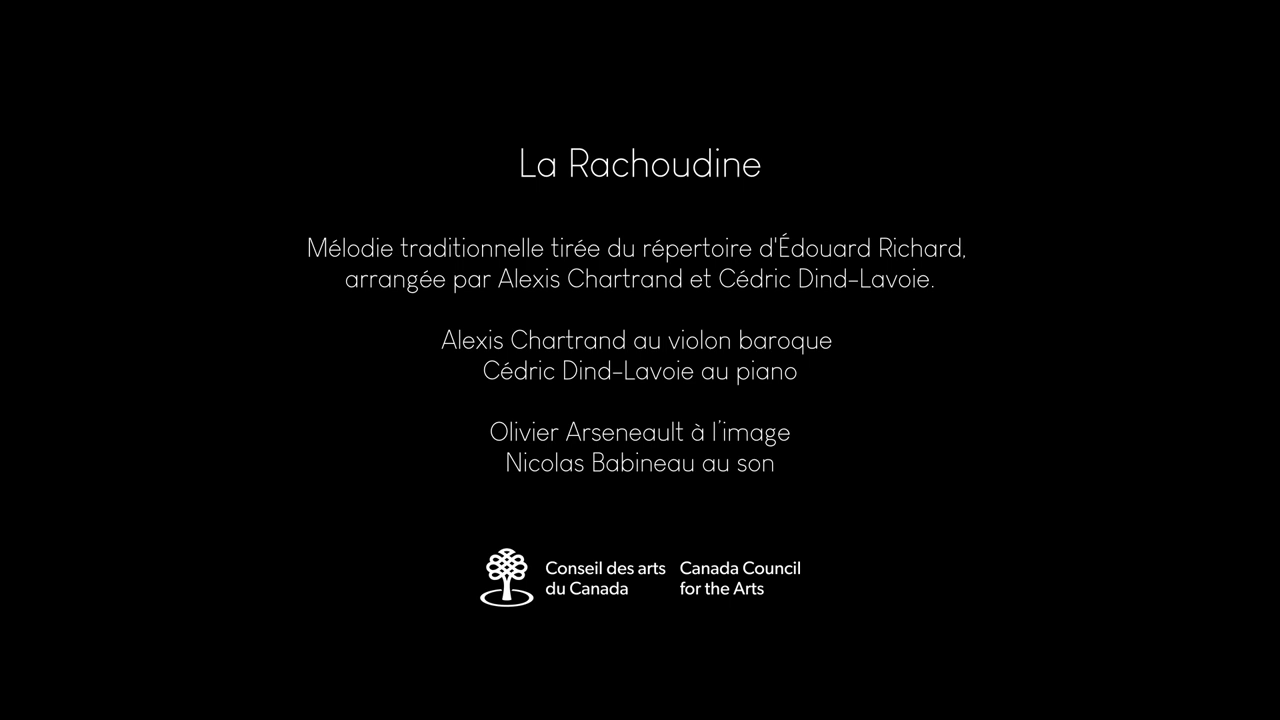 La Rachoudine
Mélodie traditionnelle tirée du répertoire d'Édouard Richard,
arrangée par Alexis Chartrand et Cédric Dind-Lavoie.
Alexis Chartrand au violon baroque
Cédric Dind-Lavoie au piano
Olivier Arseneault à l’image
Nicolas Babineau au son
Conseil des arts
du Canada
Canada Council
for the Arts